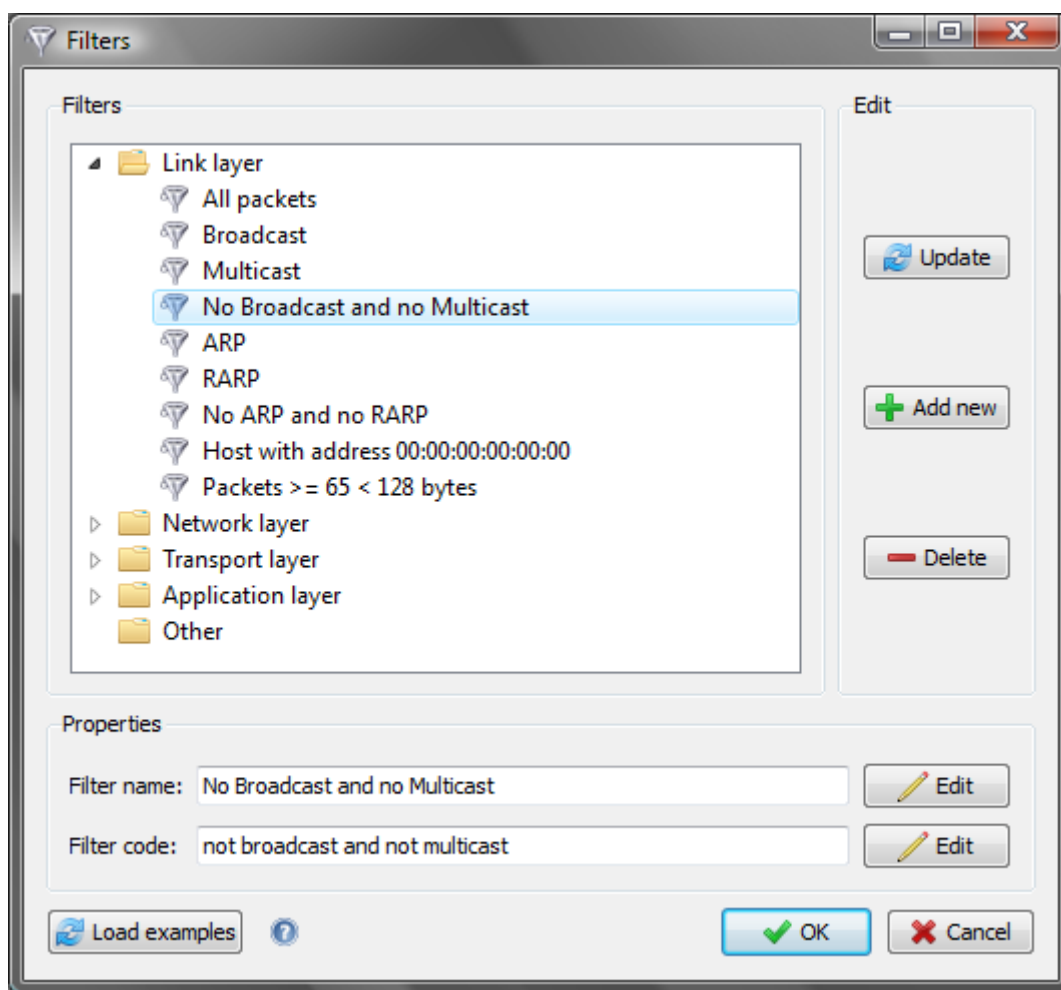 Filters
Filters
Edit
Link layer
All packets
Broadcast
Multicast
No Broadcast and no Multicast
ARP
RARP
No ARP and no RARP
Host with address 00:00:00:00:00:00
Packets >= 65 < 128 bytes
Network layer
Transport layer
Application layer
Other
Update
Add new
Delete
Properties
Filter name: No Broadcast and no Multicast Edit
Filter code: not broadcast and not multicast Edit
Load examples ? OK Cancel